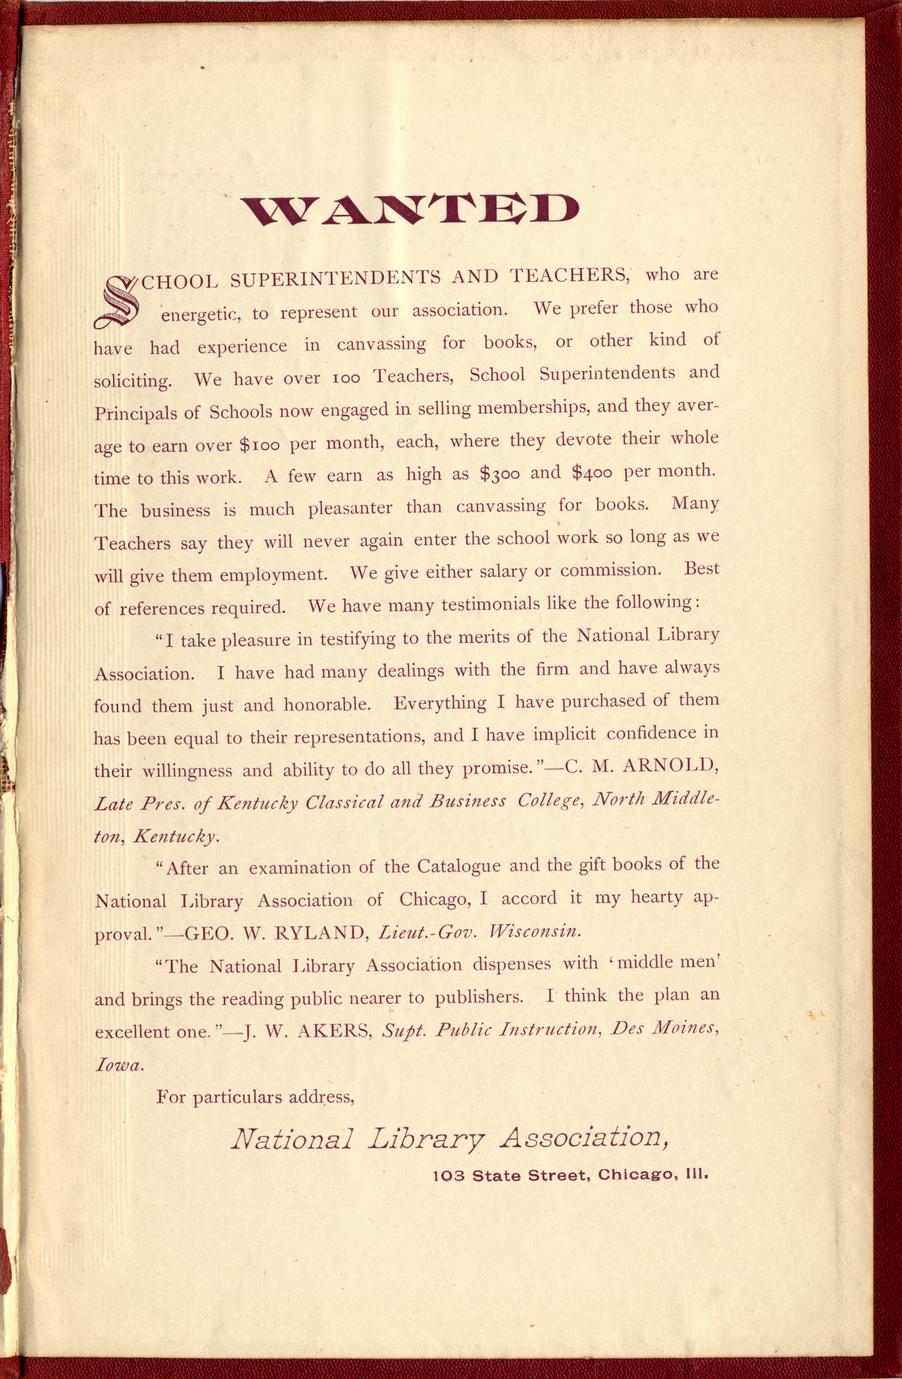 WANTED
SCHOOL SUPERINTENDENTS AND TEACHERS, who are
energetic, to represent our association. We prefer those who
have had experience in canvassing for books, or other kind of
soliciting. We have over 100 Teachers, School Superintendents and
Principals of Schools now engaged in selling memberships, and they aver-
age to earn over $100 per month, each, where they devote their whole
time to this work. A few earn as high as $300 and $400 per month.
The business is much pleasanter than canvassing for books. Many
Teachers say they will never again enter the school work so long as we
will give them employment. We give either salary or commission. Best
of references required. We have many testimonials like the following:
“I take pleasure in testifying to the merits of the National Library
Association. I have had many dealings with the firm and have always
found them just and honorable. Everything I have purchased of them
has been equal to their representations, and I have implicit confidence in
their willingness and ability to do all they promise.”—C. M. ARNOLD,
Late Pres. of Kentucky Classical and Business College, North Middle-
ton, Kentucky.
“After an examination of the Catalogue and the gift books of the
National Library Association of Chicago, I accord it my hearty ap-
proval.”—GEO. W. RYLAND, Lieut.-Gov. Wisconsin.
“The National Library Association dispenses with ‘middle men’
and brings the reading public nearer to publishers. I think the plan an
excellent one.”—J. W. AKERS, Supt. Public Instruction, Des Moines,
Iowa.
For particulars address,
National Library Association,
103 State Street, Chicago, Ill.